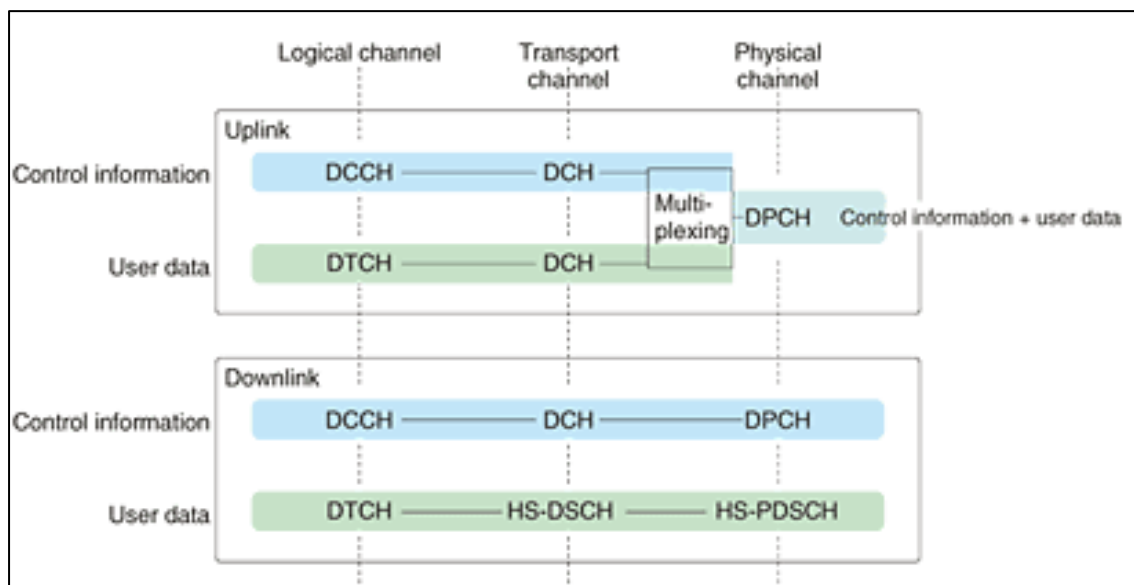 Logical channel Transport channel Physical channel
Uplink
Control information DCCH DCH
Multi-
plexing
DPCH Control information + user data
User data DTCH DCH
Downlink
Control information DCCH DCH DPCH
User data DTCH HS-DSCH HS-PDSCH